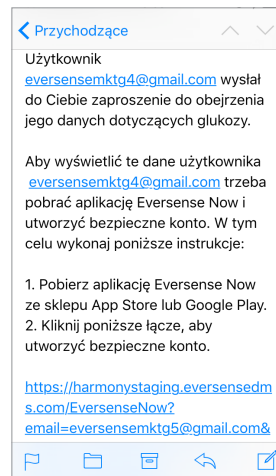 Przychodzące
Użytkownik
eversensemktg4@gmail.com wysłał
do Ciebie zaproszenie do obejrzenia
jego danych dotyczących glukozy.
Aby wyświetlić te dane użytkownika
eversensemktg4@gmail.com trzeba
pobrać aplikację Eversense Now i
utworzyć bezpieczne konto. W tym
celu wykonaj poniższe instrukcje:
1. Pobierz aplikację Eversense Now
ze sklepu App Store lub Google Play.
2. Kliknij poniższe łącze, aby
utworzyć bezpieczne konto.
https://harmonystaging.eversensedm
s.com/EversenseNow?
email=eversensemktg5@gmail.com&